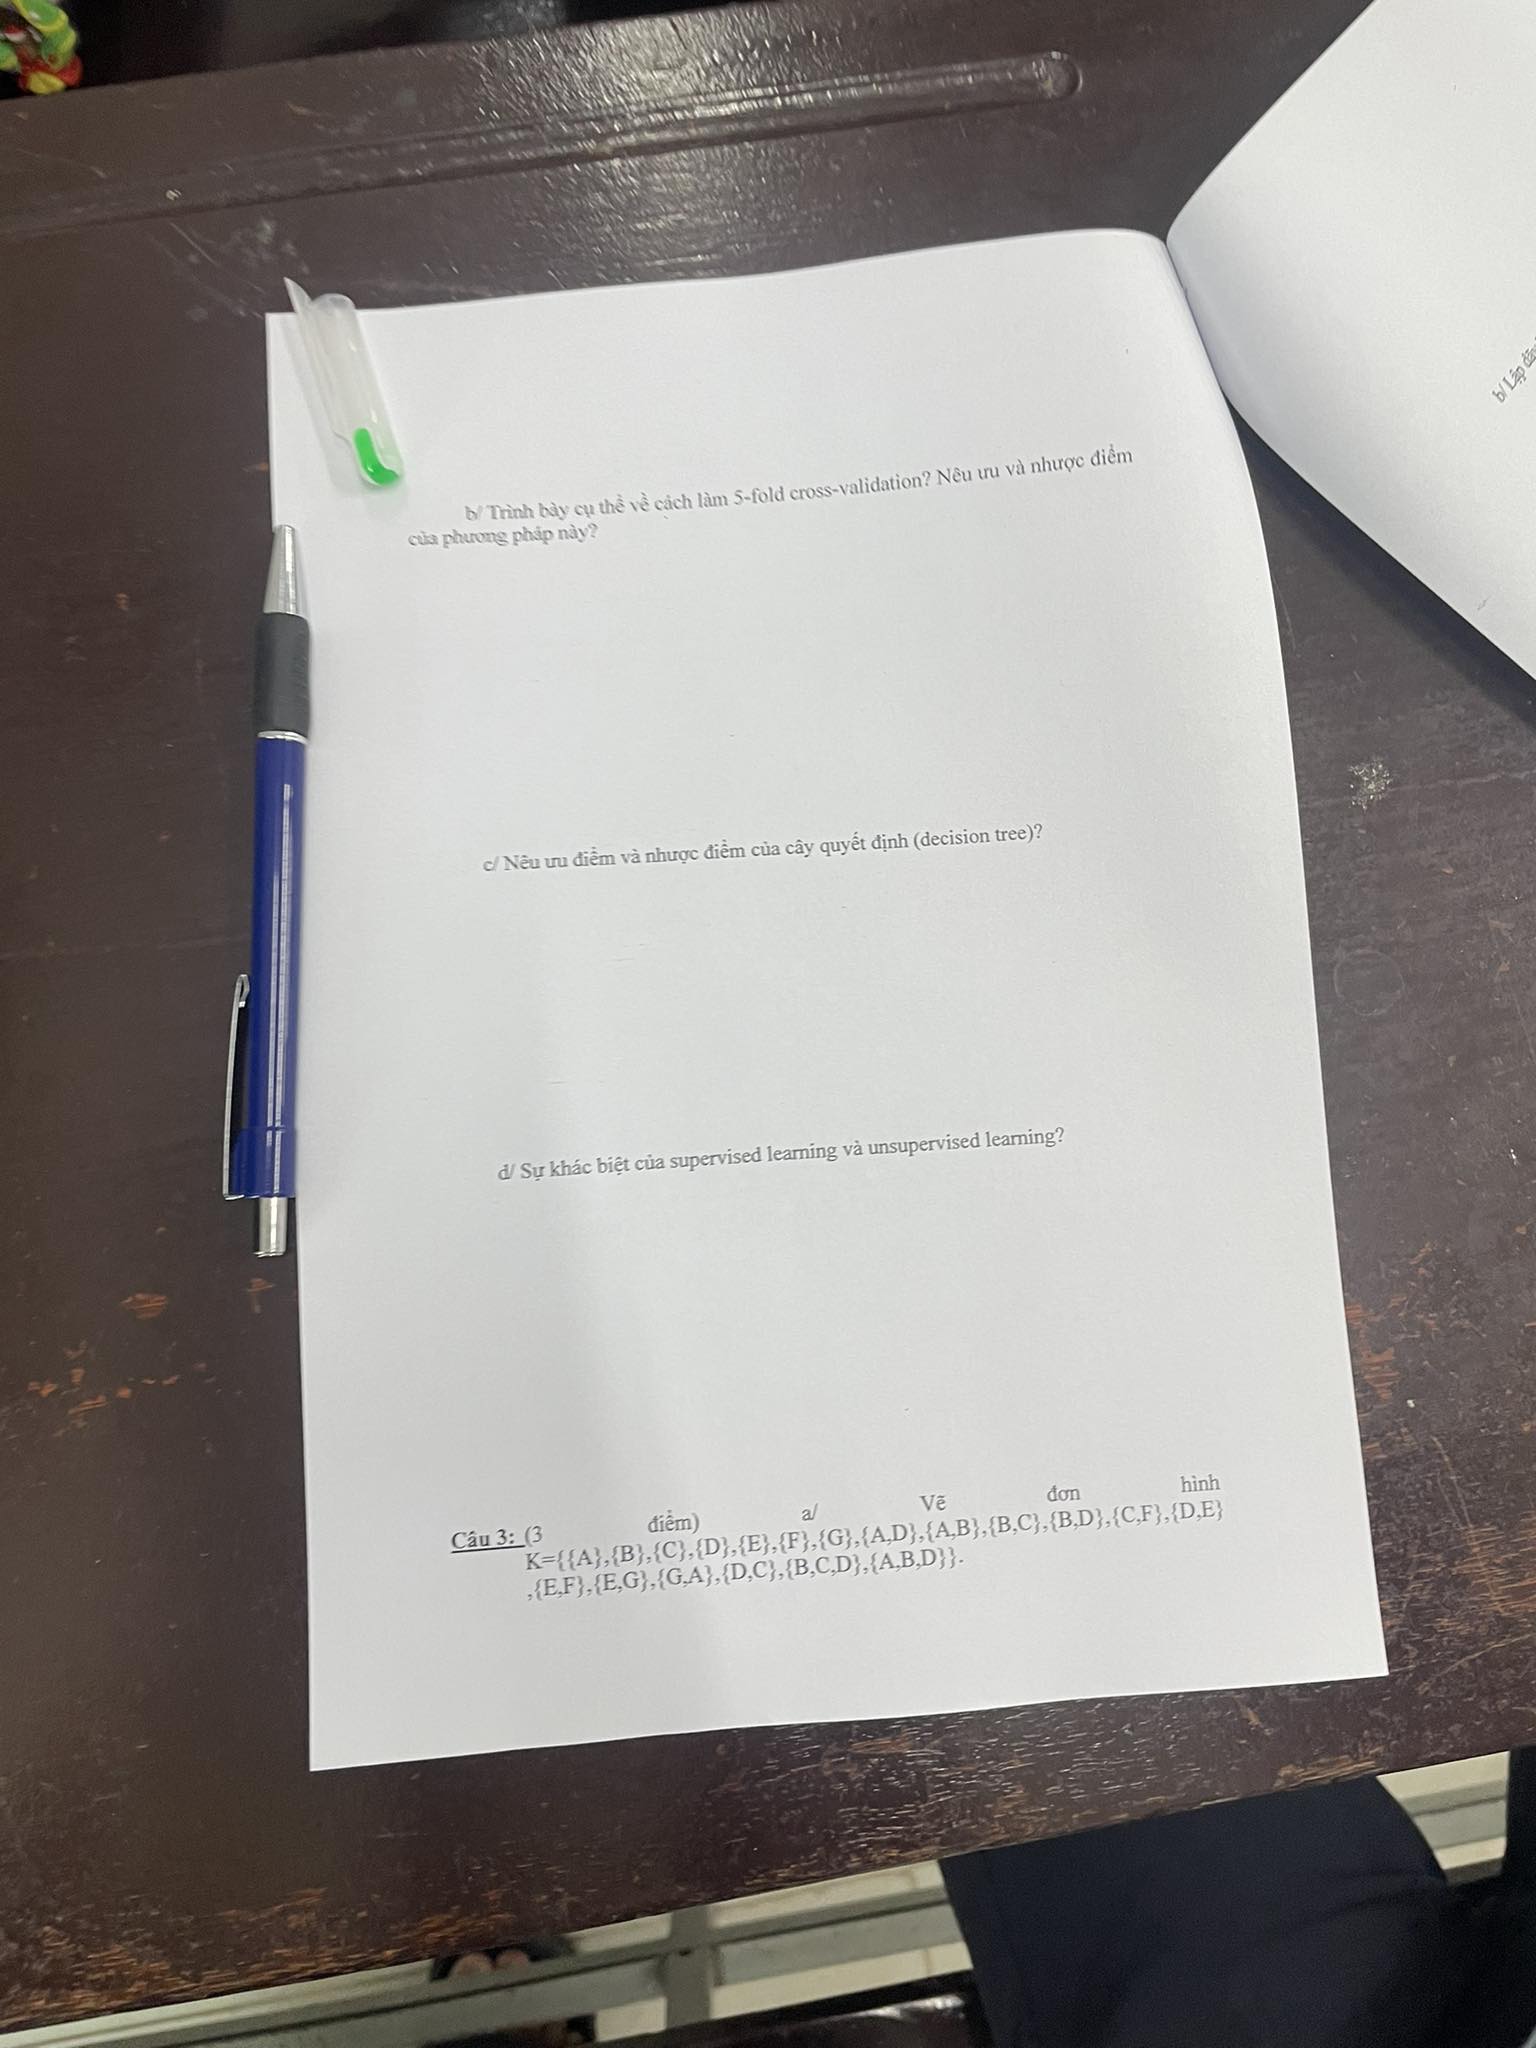 b/ Trình bày cụ thể về cách làm 5-fold cross-validation? Nêu ưu và nhược điểm
của phương pháp này?
c/ Nêu ưu điểm và nhược điểm của cây quyết định (decision tree)?
d/ Sự khác biệt của supervised learning và unsupervised learning?
Câu 3: (3 điểm) a/ Vẽ đơn hình
K={{A},{B},{C},{D},{E},{F},{G},{A,D},{A,B},{B,C},{B,D},{C,F},{D,E}
,{E,F},{E,G},{G,A},{D,C},{B,C,D},{A,B,D}}.
b/ Lập